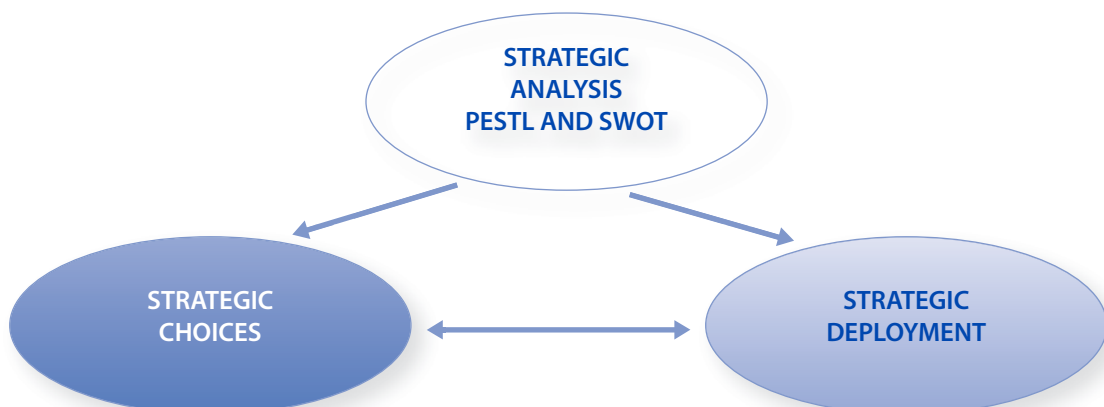 STRATEGIC
ANALYSIS
PESTL AND SWOT
STRATEGIC
CHOICES
STRATEGIC
DEPLOYMENT